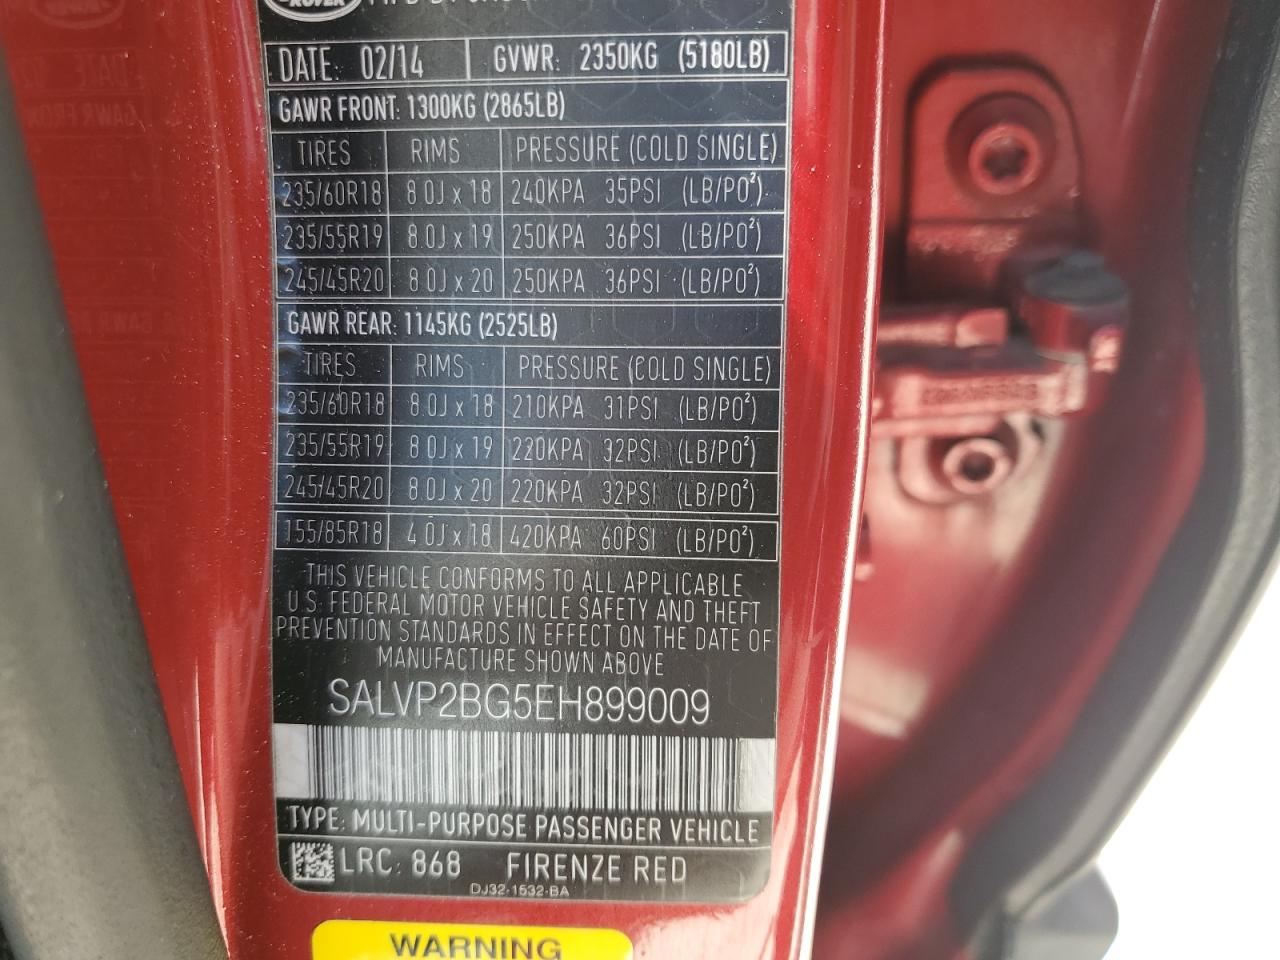 ROVER
DATE: 02/14 GVWR: 2350KG (5180LB)
GAWR FRONT: 1300KG (2865LB)
TIRES RIMS PRESSURE (COLD SINGLE)
235/60R18 8.0J x 18 240KPA 35PSI (LB/PO²)
235/55R19 8.0J x 19 250KPA 36PSI (LB/PO²)
245/45R20 8.0J x 20 250KPA 36PSI (LB/PO²)
GAWR REAR: 1145KG (2525LB)
TIRES RIMS PRESSURE (COLD SINGLE)
235/60R18 8.0J x 18 210KPA 31PSI (LB/PO²)
235/55R19 8.0J x 19 220KPA 32PSI (LB/PO²)
245/45R20 8.0J x 20 220KPA 32PSI (LB/PO²)
155/85R18 4.0J x 18 420KPA 60PSI (LB/PO²)
THIS VEHICLE CONFORMS TO ALL APPLICABLE
U.S. FEDERAL MOTOR VEHICLE SAFETY AND THEFT
PREVENTION STANDARDS IN EFFECT ON THE DATE OF
MANUFACTURE SHOWN ABOVE
SALVP2BG5EH899009
TYPE: MULTI-PURPOSE PASSENGER VEHICLE
LRC: 868 FIRENZE RED
DJ32-1532-BA
WARNING